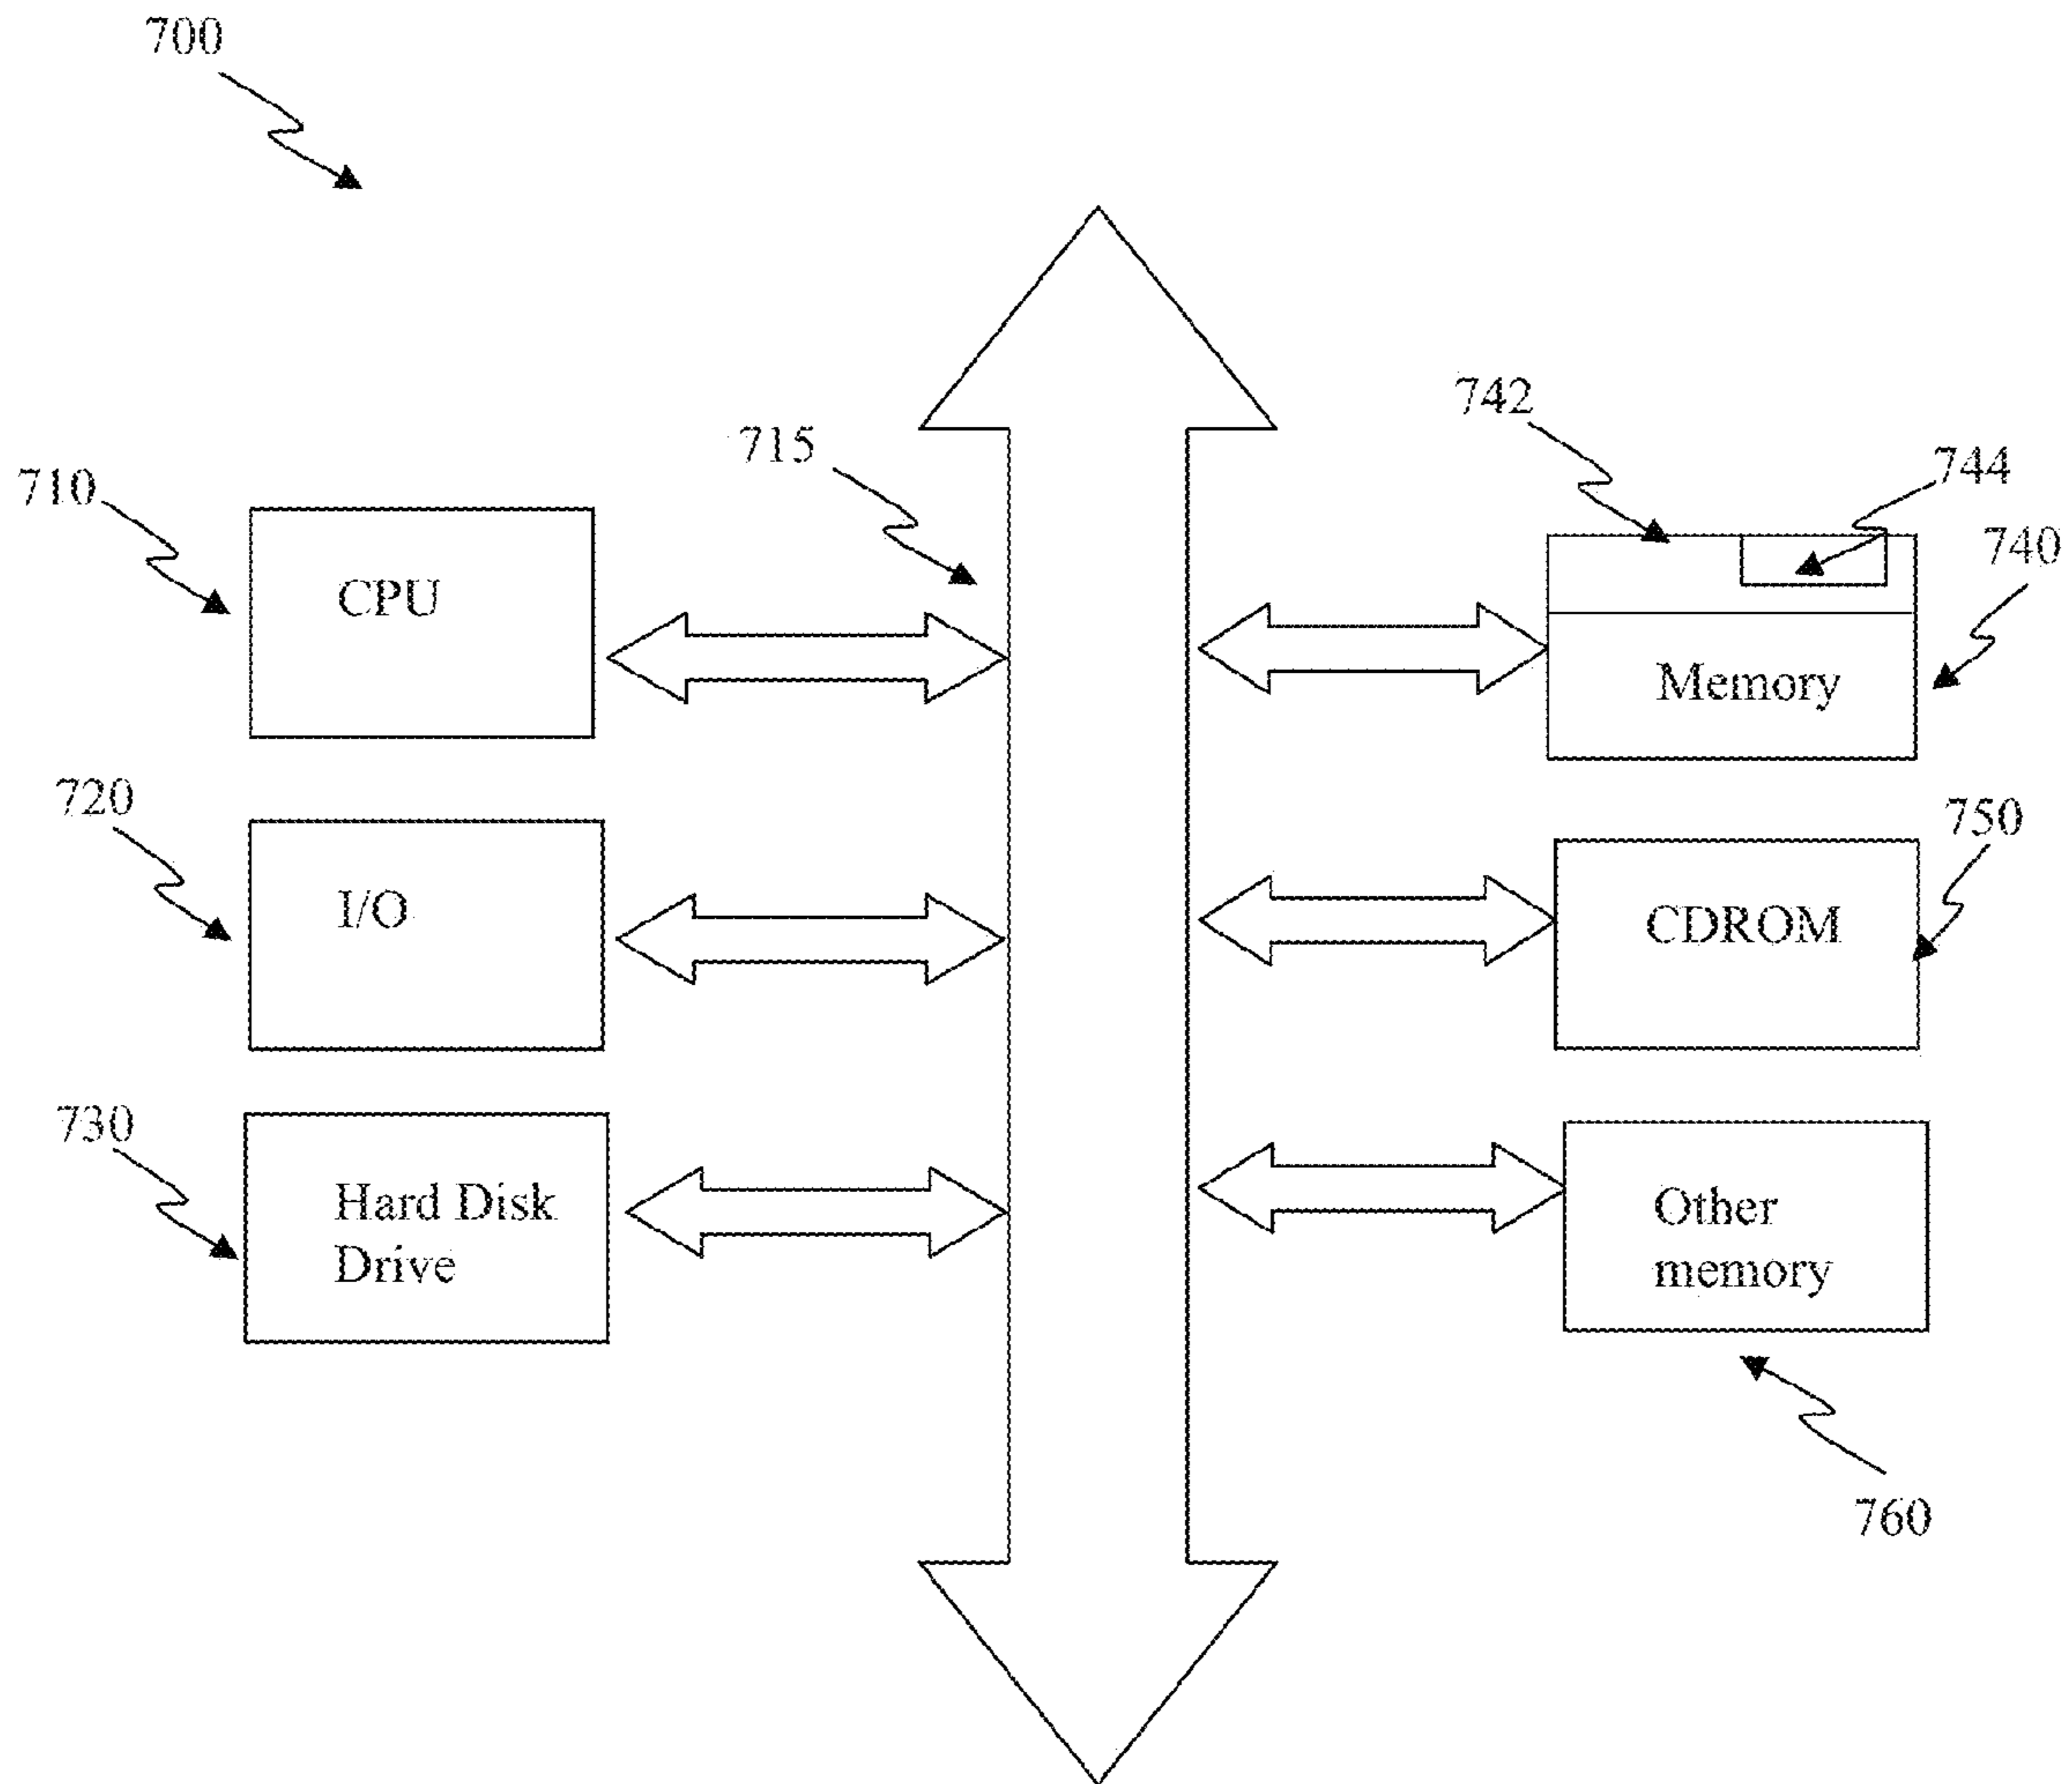 700
742
715
744
710
740
CPU
Memory
720
750
I/O
CDROM
730
Hard Disk
Drive
Other
memory
760